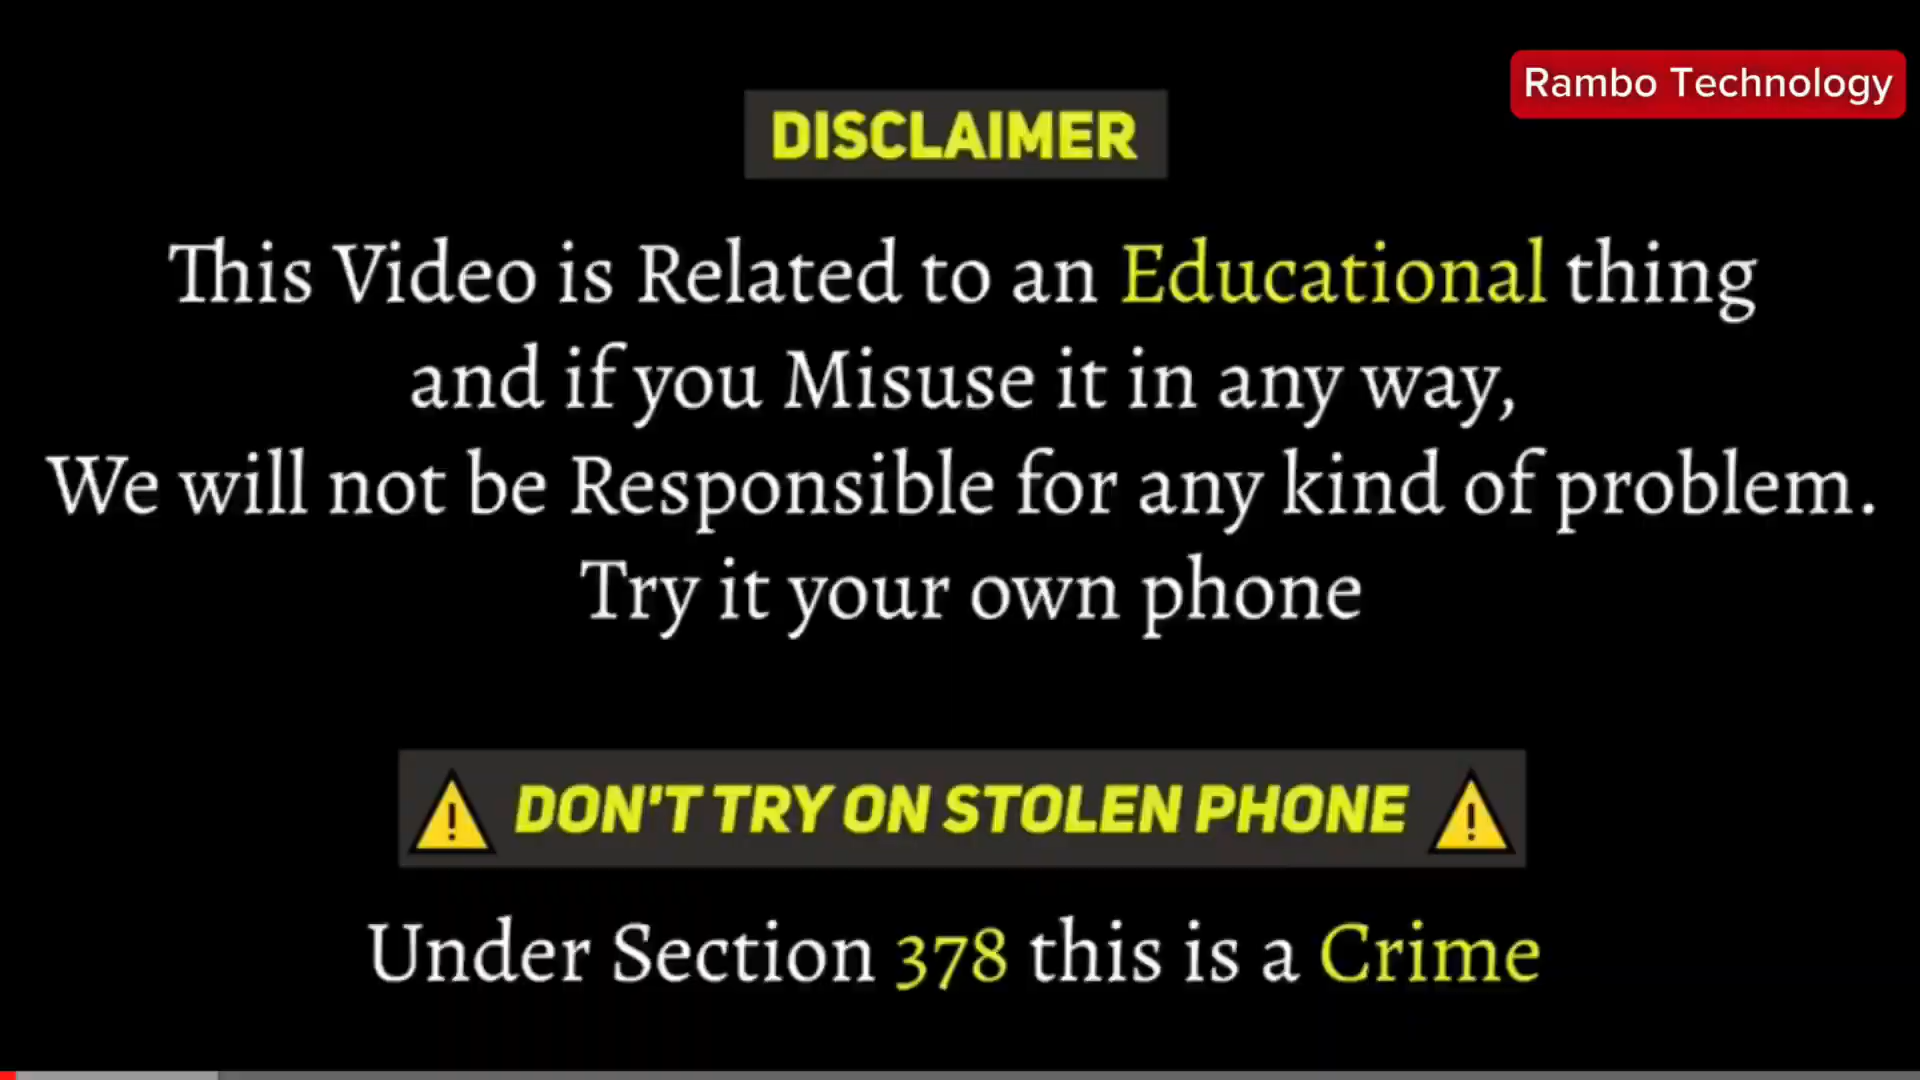 Rambo Technology
DISCLAIMER
This Video is Related to an Educational thing
and if you Misuse it in any way,
We will not be Responsible for any kind of problem.
Try it your own phone
DON'T TRY ON STOLEN PHONE
Under Section 378 this is a Crime